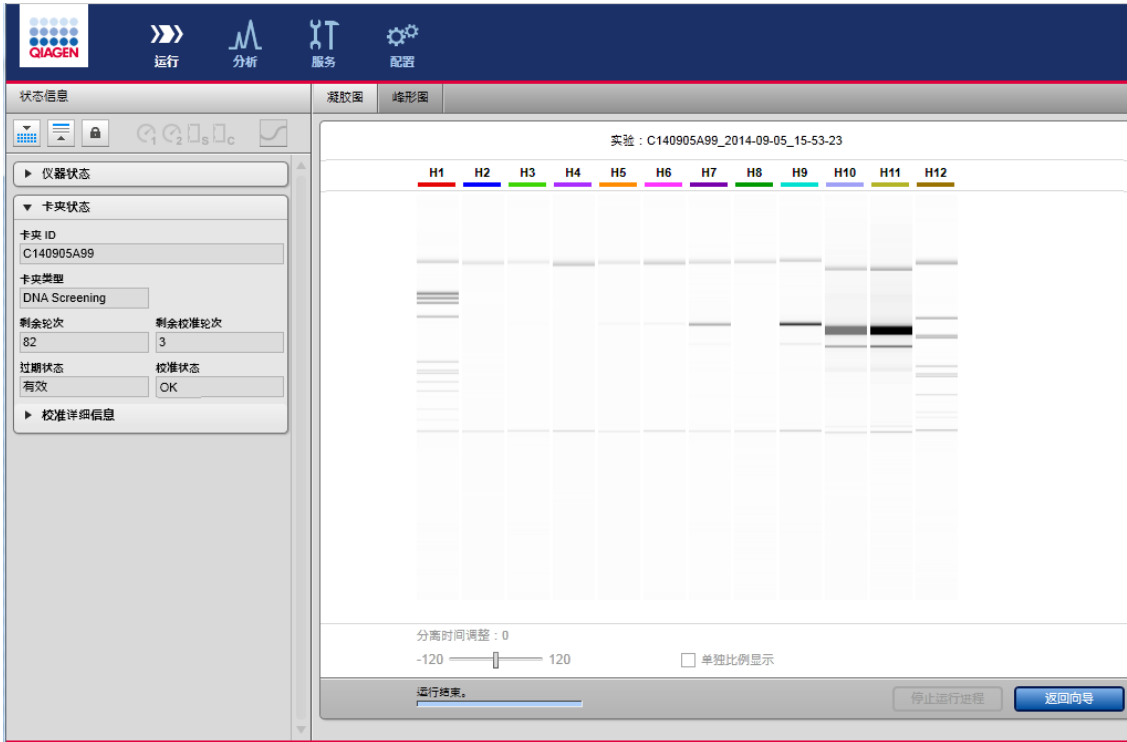 QIAGEN
运行 分析 服务 配置
状态信息
凝胶图 峰形图
1 2 S C
实验：C140905A99_2014-09-05_15-53-23
仪器状态
H1 H2 H3 H4 H5 H6 H7 H8 H9 H10 H11 H12
卡夹状态
卡夹 ID
C140905A99
卡夹类型
DNA Screening
剩余轮次 剩余校准轮次
82 3
过期状态 校准状态
有效 OK
校准详细信息
分离时间调整：0
-120 120 单独比例显示
运行结束。
停止运行进程 返回向导